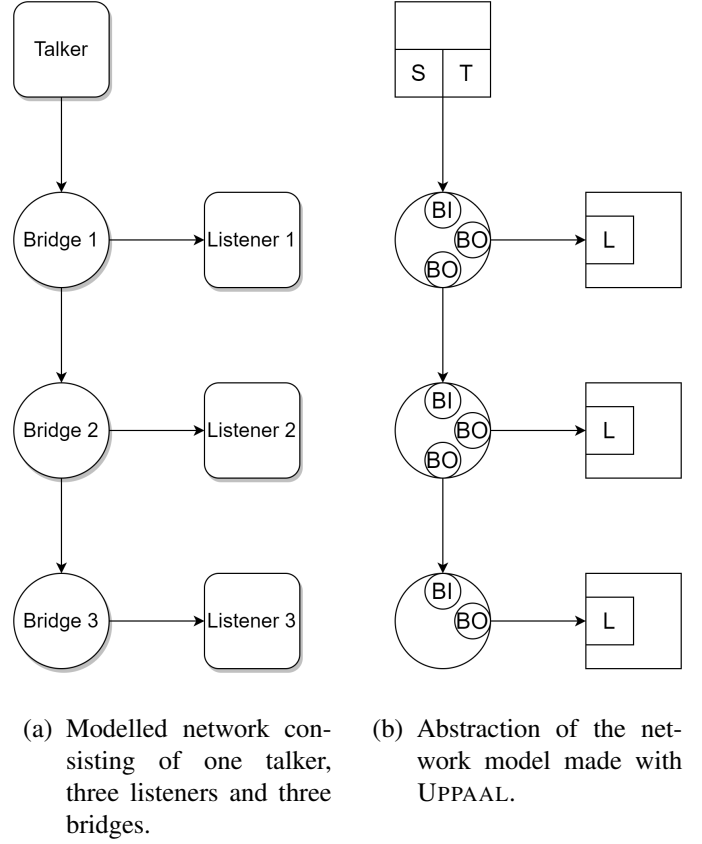 Talker
S T
BI
Bridge 1
Listener 1
BO
L
BO
BI
Bridge 2
Listener 2
BO
L
BO
BI
Bridge 3
Listener 3
BO
L
(a) Modelled network con-
sisting of one talker,
three listeners and three
bridges.
(b) Abstraction of the net-
work model made with
UPPAAL.